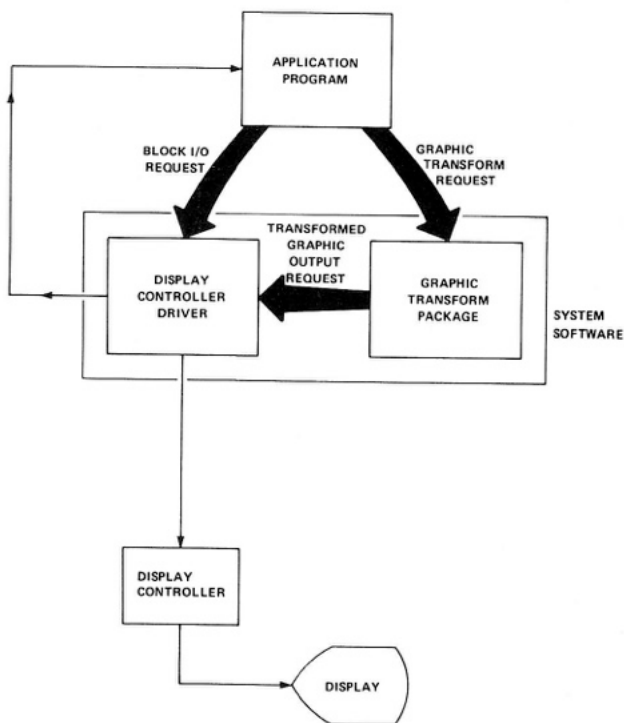 APPLICATION
PROGRAM
BLOCK I/O
REQUEST
GRAPHIC
TRANSFORM
REQUEST
TRANSFORMED
GRAPHIC
OUTPUT
REQUEST
DISPLAY
CONTROLLER
DRIVER
GRAPHIC
TRANSFORM
PACKAGE
SYSTEM
SOFTWARE
DISPLAY
CONTROLLER
DISPLAY